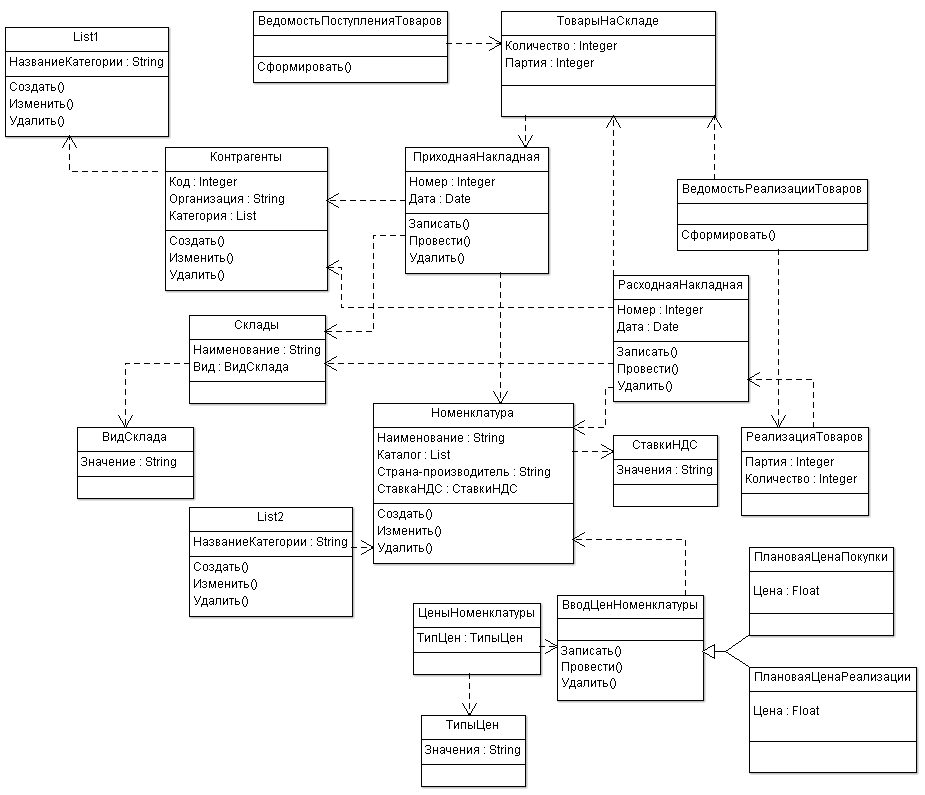 List1
НазваниеКатегории : String
Создать()
Изменить()
Удалить()
ВедомостьПоступленияТоваров
Сформировать()
ТоварыНаСкладе
Количество : Integer
Партия : Integer
Контрагенты
Код : Integer
Организация : String
Категория : List
Создать()
Изменить()
Удалить()
ПриходнаяНакладная
Номер : Integer
Дата : Date
Записать()
Провести()
Удалить()
ВедомостьРеализацииТоваров
Сформировать()
РасходнаяНакладная
Номер : Integer
Дата : Date
Записать()
Провести()
Удалить()
Склады
Наименование : String
Вид : ВидСклада
ВидСклада
Значение : String
Номенклатура
Наименование : String
Каталог : List
Страна-производитель : String
СтавкаНДС : СтавкиНДС
Создать()
Изменить()
Удалить()
СтавкиНДС
Значения : String
РеализацияТоваров
Партия : Integer
Количество : Integer
List2
НазваниеКатегории : String
Создать()
Изменить()
Удалить()
ЦеныНоменклатуры
ТипЦен : ТипыЦен
ВводЦенНоменклатуры
Записать()
Провести()
Удалить()
ПлановаяЦенаПокупки
Цена : Float
ПлановаяЦенаРеализации
Цена : Float
ТипыЦен
Значения : String